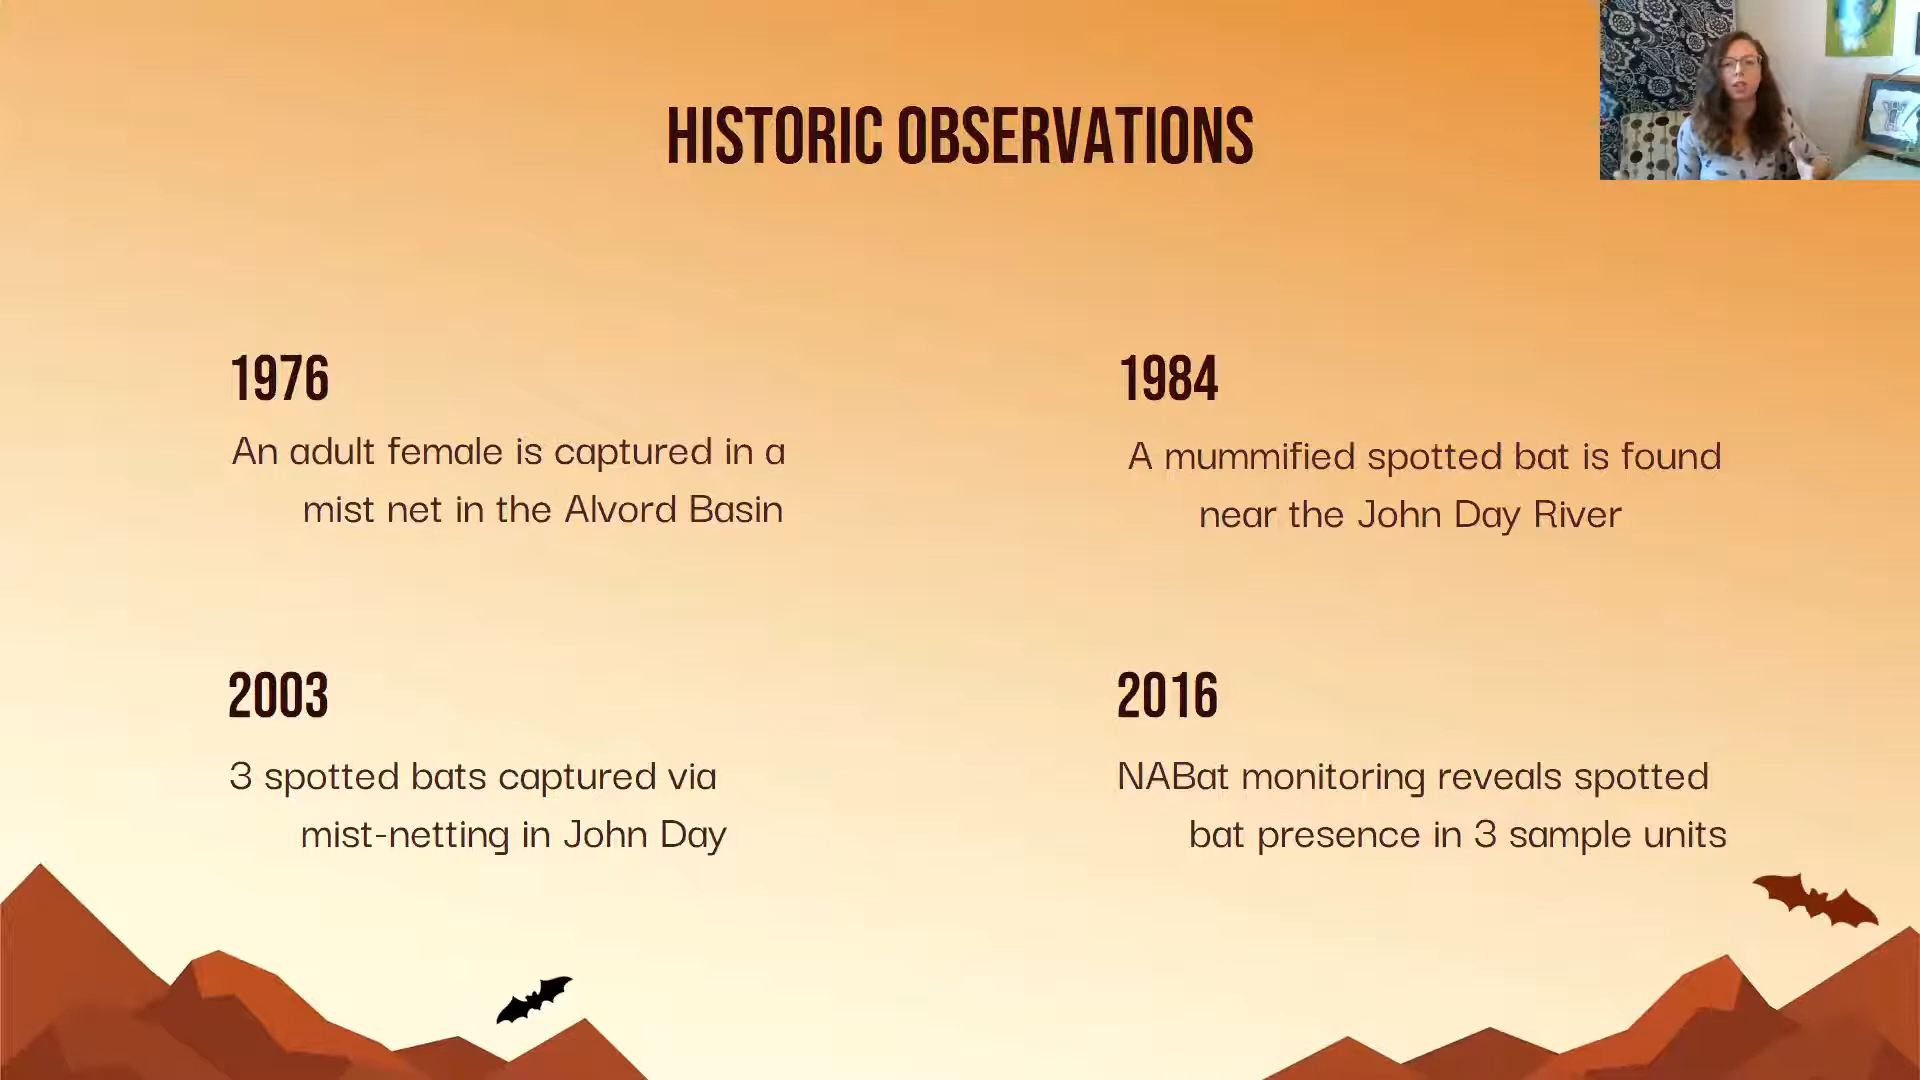 HISTORIC OBSERVATIONS
1976
An adult female is captured in a
mist net in the Alvord Basin
1984
A mummified spotted bat is found
near the John Day River
2003
3 spotted bats captured via
mist-netting in John Day
2016
NABat monitoring reveals spotted
bat presence in 3 sample units